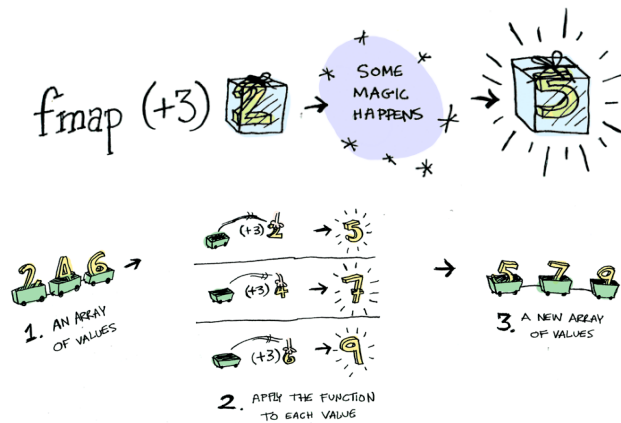 fmap (+3) 2 → SOME MAGIC HAPPENS → 5
2 4 6 →
(+3) 2 → 5
(+3) 4 → 7
(+3) 6 → 9
→ 5 7 9
1. AN ARRAY
OF VALUES
2. APPLY THE FUNCTION
TO EACH VALUE
3. A NEW ARRAY
OF VALUES